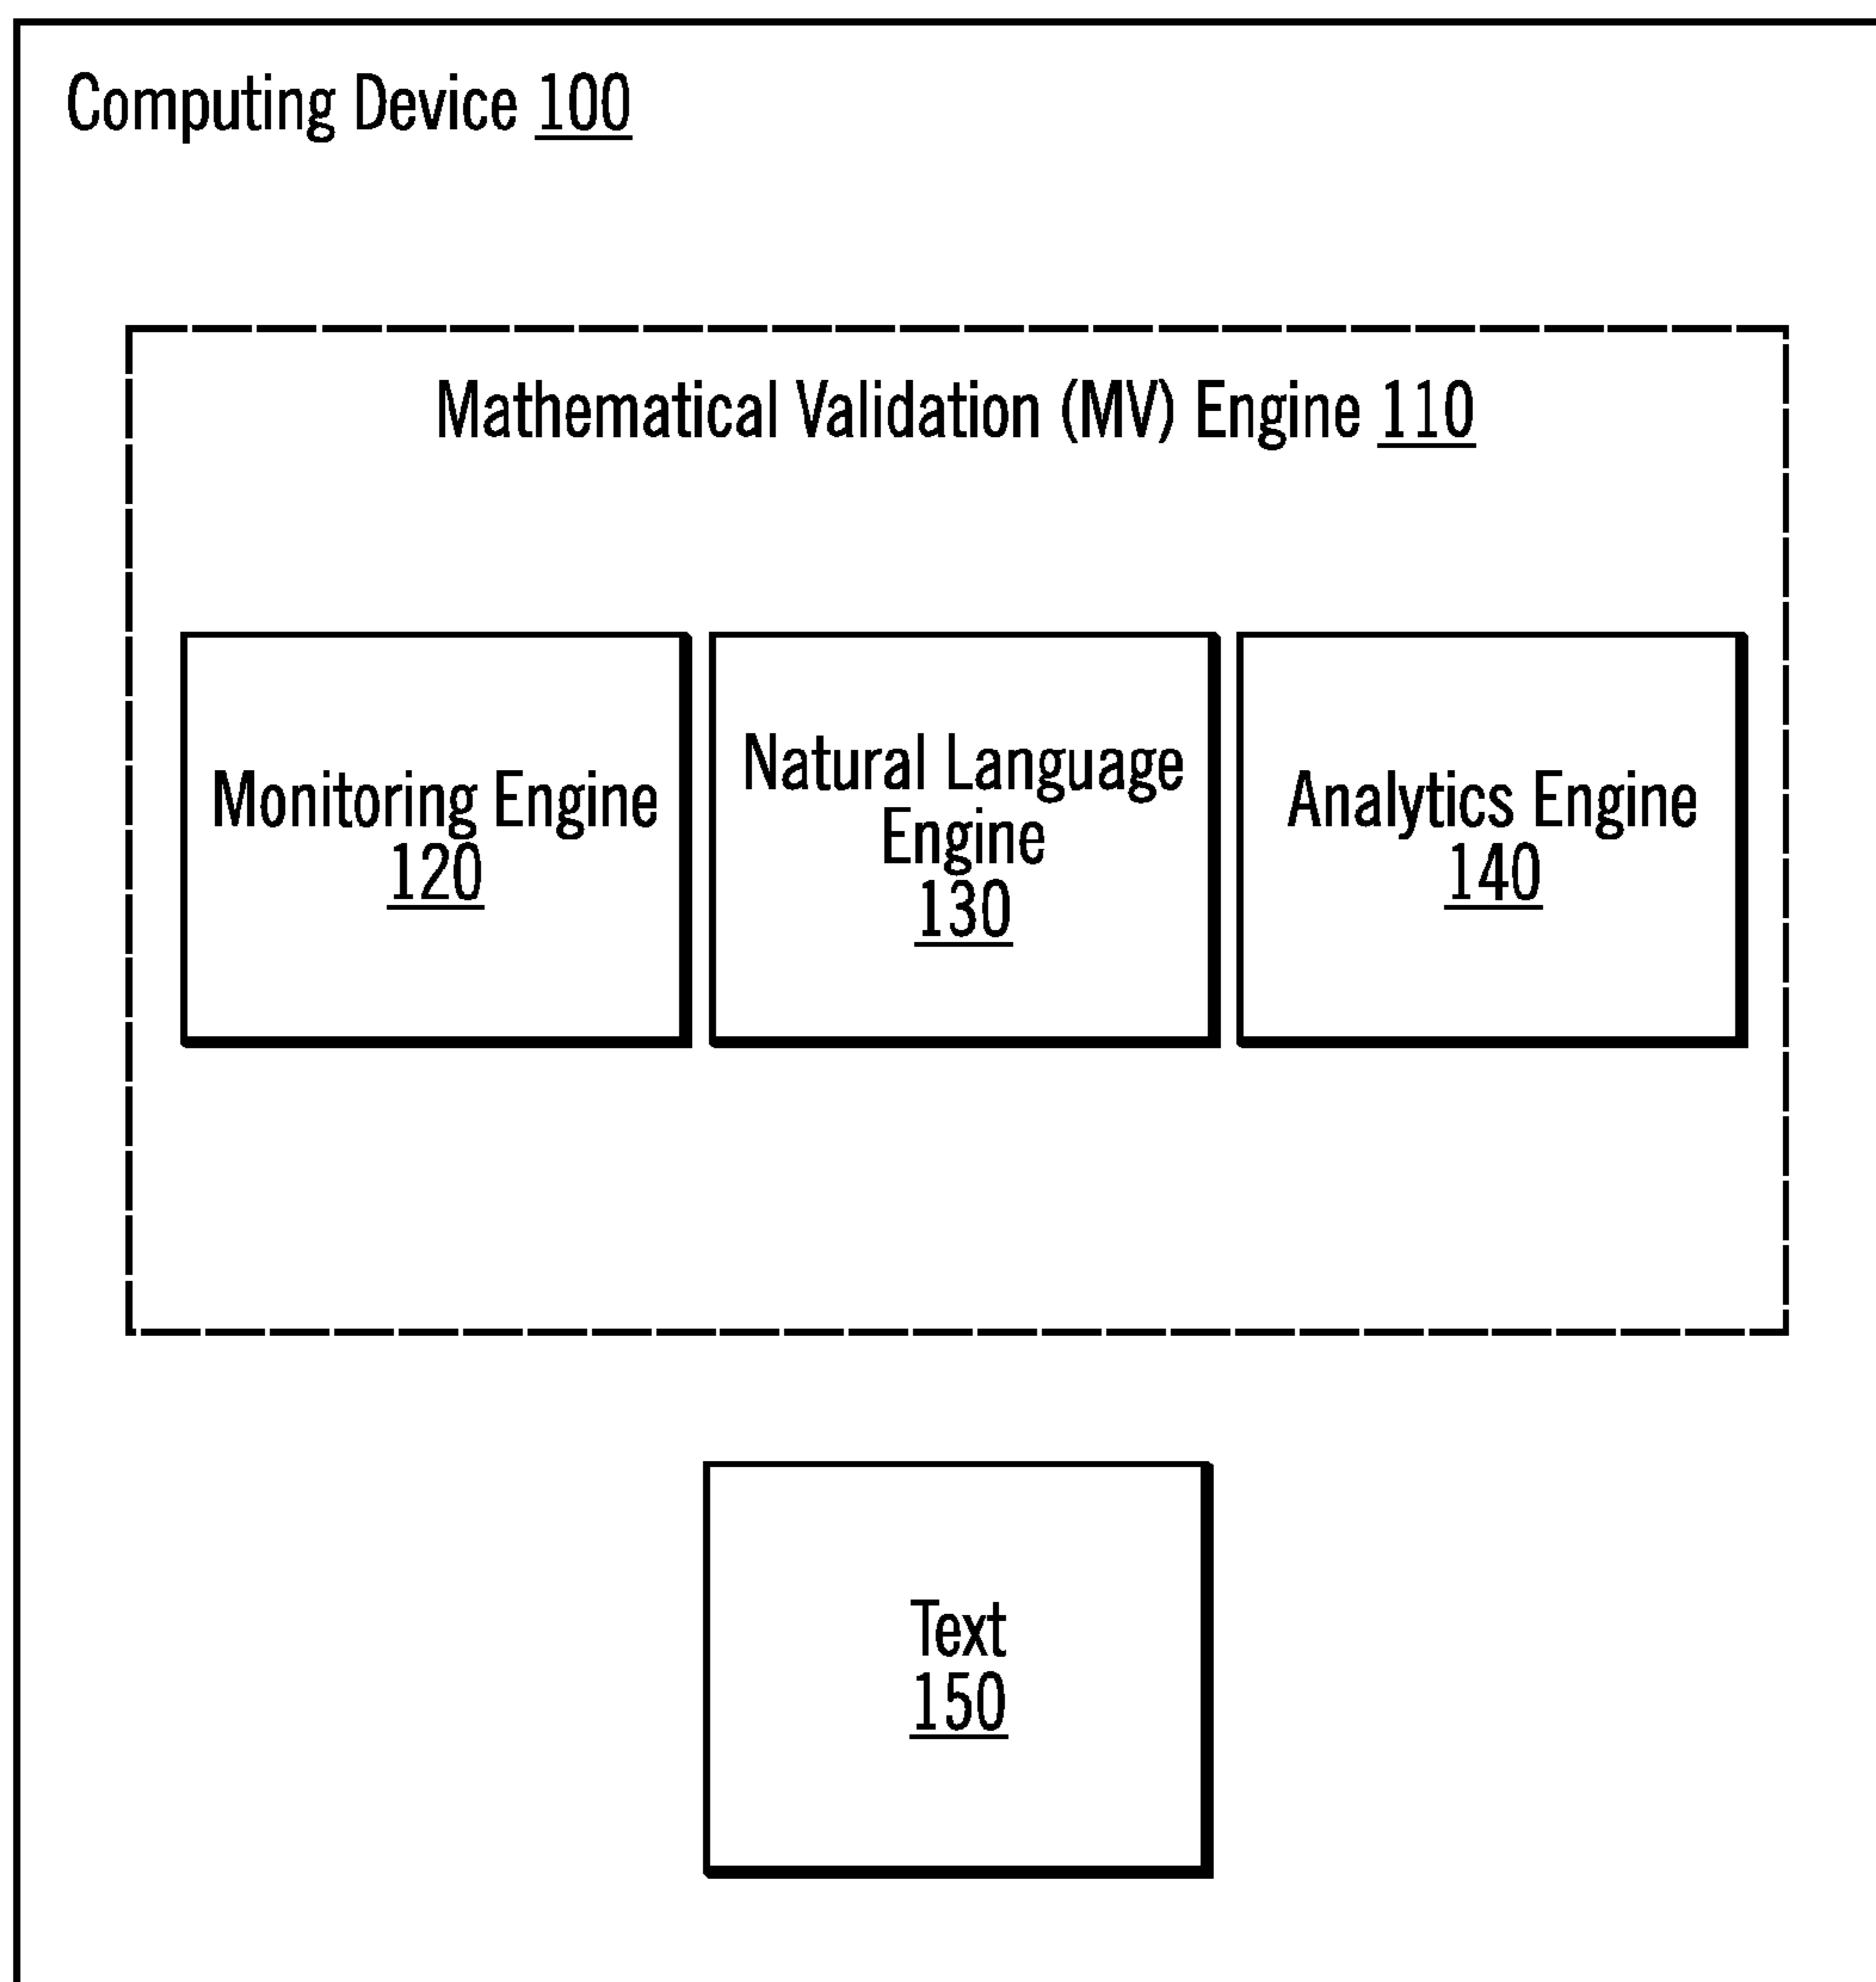 Computing Device 100
Mathematical Validation (MV) Engine 110
Monitoring Engine
120
Natural Language
Engine
130
Analytics Engine
140
Text
150